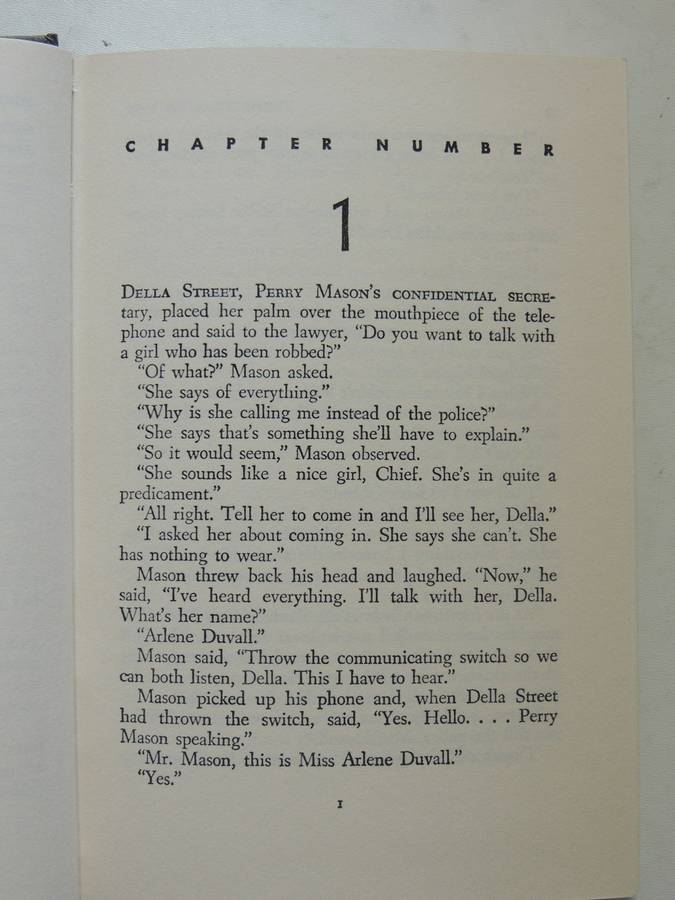 CHAPTER NUMBER
1
DELLA STREET, PERRY MASON'S CONFIDENTIAL SECRE-
tary, placed her palm over the mouthpiece of the tele-
phone and said to the lawyer, “Do you want to talk with
a girl who has been robbed?”
“Of what?” Mason asked.
“She says of everything.”
“Why is she calling me instead of the police?”
“She says that’s something she’ll have to explain.”
“So it would seem,” Mason observed.
“She sounds like a nice girl, Chief. She’s in quite a
predicament.”
“All right. Tell her to come in and I’ll see her, Della.”
“I asked her about coming in. She says she can’t. She
has nothing to wear.”
Mason threw back his head and laughed. “Now,” he
said, “I’ve heard everything. I’ll talk with her, Della.
What’s her name?”
“Arlene Duvall.”
Mason said, “Throw the communicating switch so we
can both listen, Della. This I have to hear.”
Mason picked up his phone and, when Della Street
had thrown the switch, said, “Yes. Hello. . . . Perry
Mason speaking.”
“Mr. Mason, this is Miss Arlene Duvall.”
“Yes.”
1